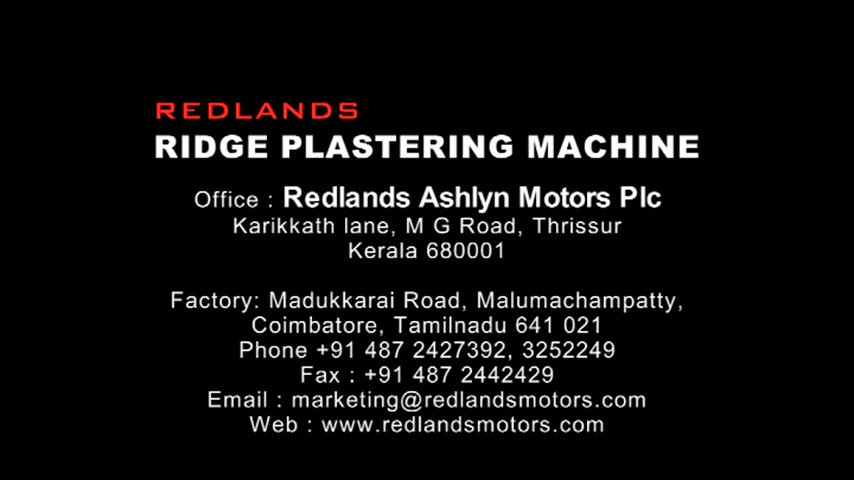 REDLANDS
RIDGE PLASTERING MACHINE
Office : Redlands Ashlyn Motors Plc
Karikkath lane, M G Road, Thrissur
Kerala 680001
Factory: Madukkarai Road, Malumachampatty,
Coimbatore, Tamilnadu 641 021
Phone +91 487 2427392, 3252249
Fax : +91 487 2442429
Email : marketing@redlandsmotors.com
Web : www.redlandsmotors.com